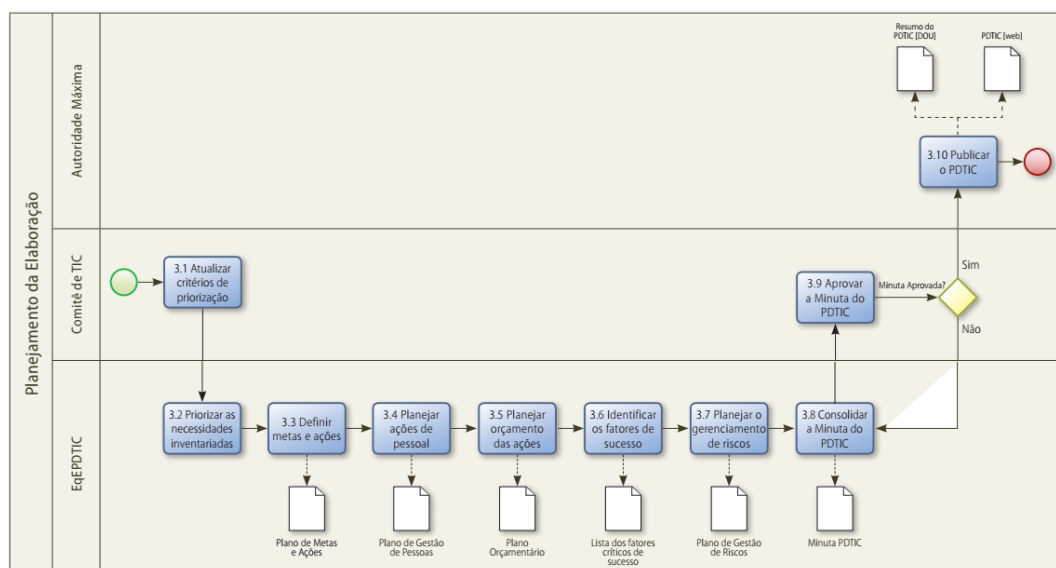 Planejamento da Elaboração
Autoridade Máxima
Resumo do
PDTIC [DOU]
PDTIC [web]
3.10 Publicar
o PDTIC
Comitê de TIC
3.1 Atualizar
critérios de
priorização
3.9 Aprovar
a Minuta do
PDTIC
Minuta Aprovada?
Sim
Não
EqEPDTIC
3.2 Priorizar as
necessidades
inventariadas
3.3 Definir
metas e ações
3.4 Planejar
ações de
pessoal
3.5 Planejar
orçamento
das ações
3.6 Identificar
os fatores de
sucesso
3.7 Planejar o
gerenciamento
de riscos
3.8 Consolidar
a Minuta do
PDTIC
Plano de Metas
e Ações
Plano de Gestão
de Pessoas
Plano
Orçamentário
Lista dos fatores
críticos de
sucesso
Plano de Gestão
de Riscos
Minuta PDTIC